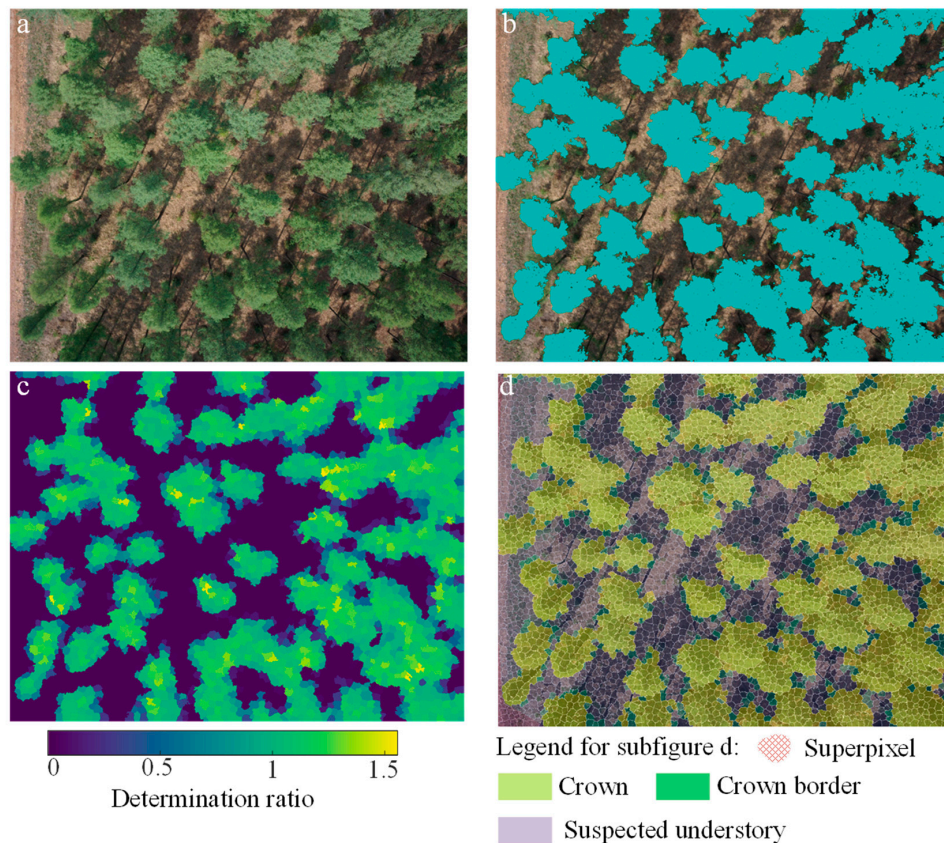 a
b
c
d
0
0.5
1
1.5
Determination ratio
Legend for subfigure d:
Superpixel
Crown
Crown border
Suspected understory